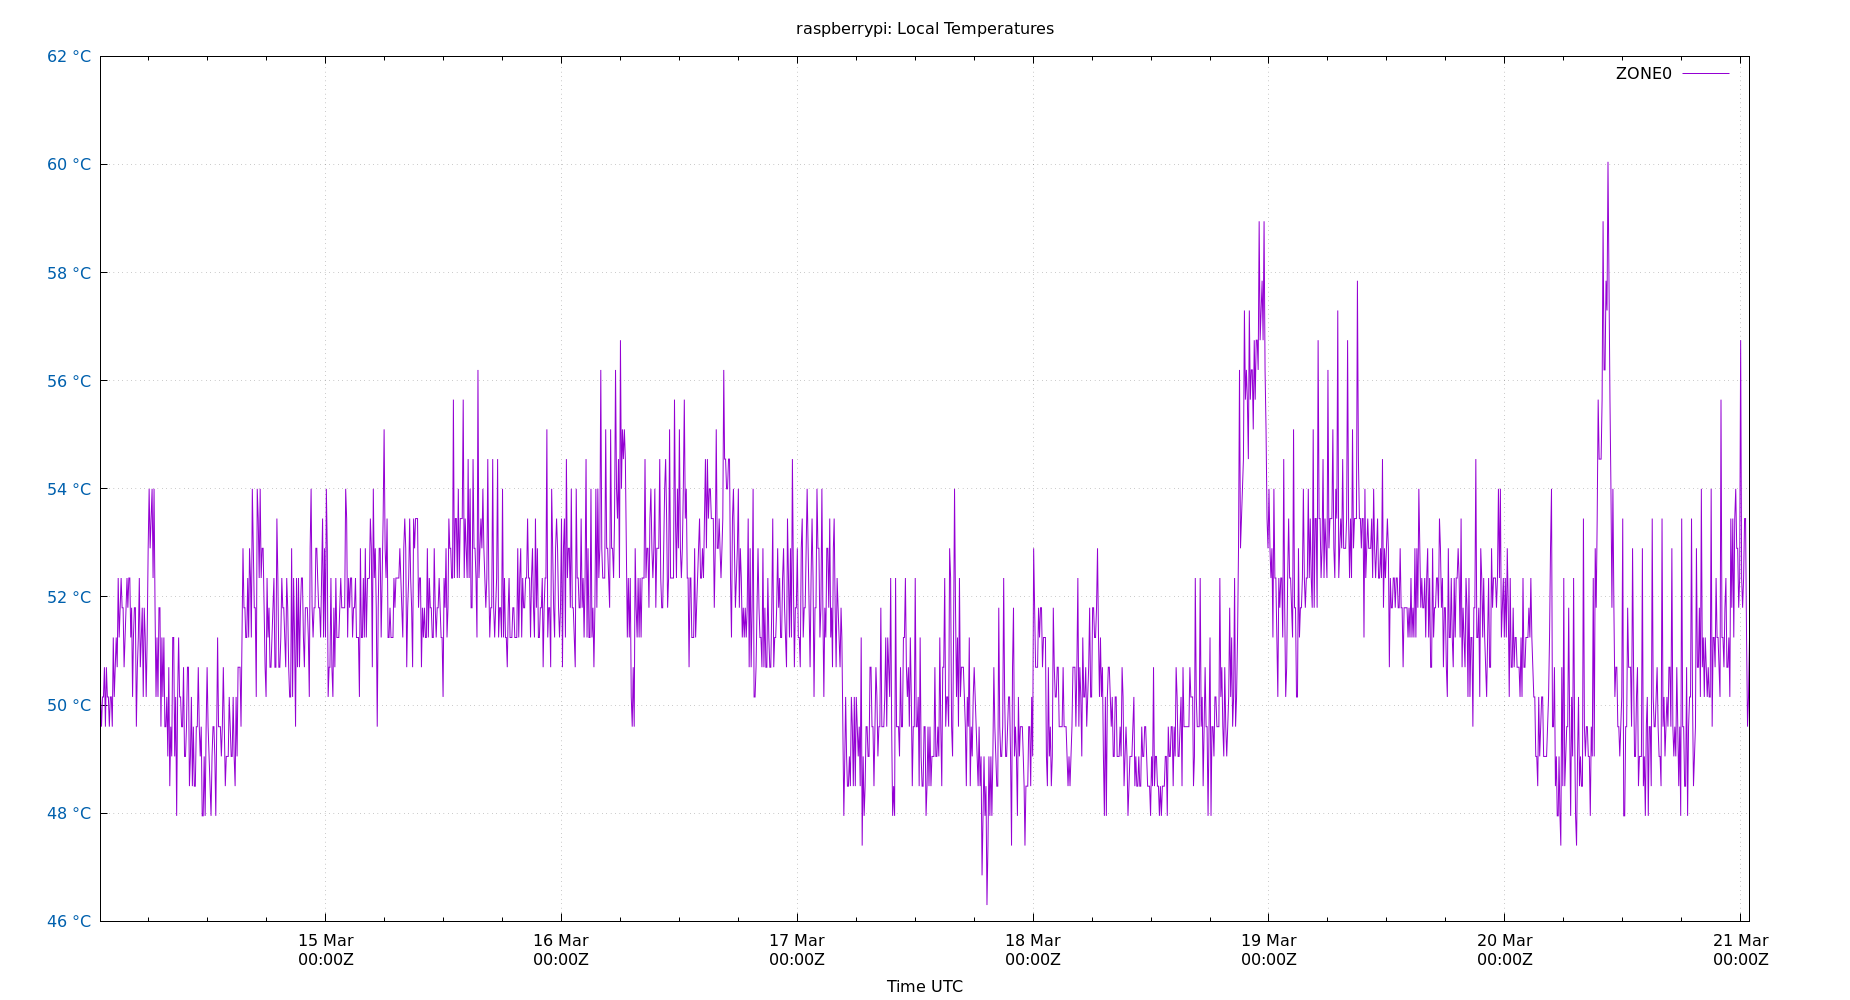 raspberrypi: Local Temperatures
62 °C
ZONE0
60 °C
58 °C
56 °C
54 °C
52 °C
50 °C
48 °C
46 °C
15 Mar 16 Mar 17 Mar 18 Mar 19 Mar 20 Mar 21 Mar
00:00Z 00:00Z 00:00Z 00:00Z 00:00Z 00:00Z 00:00Z
Time UTC